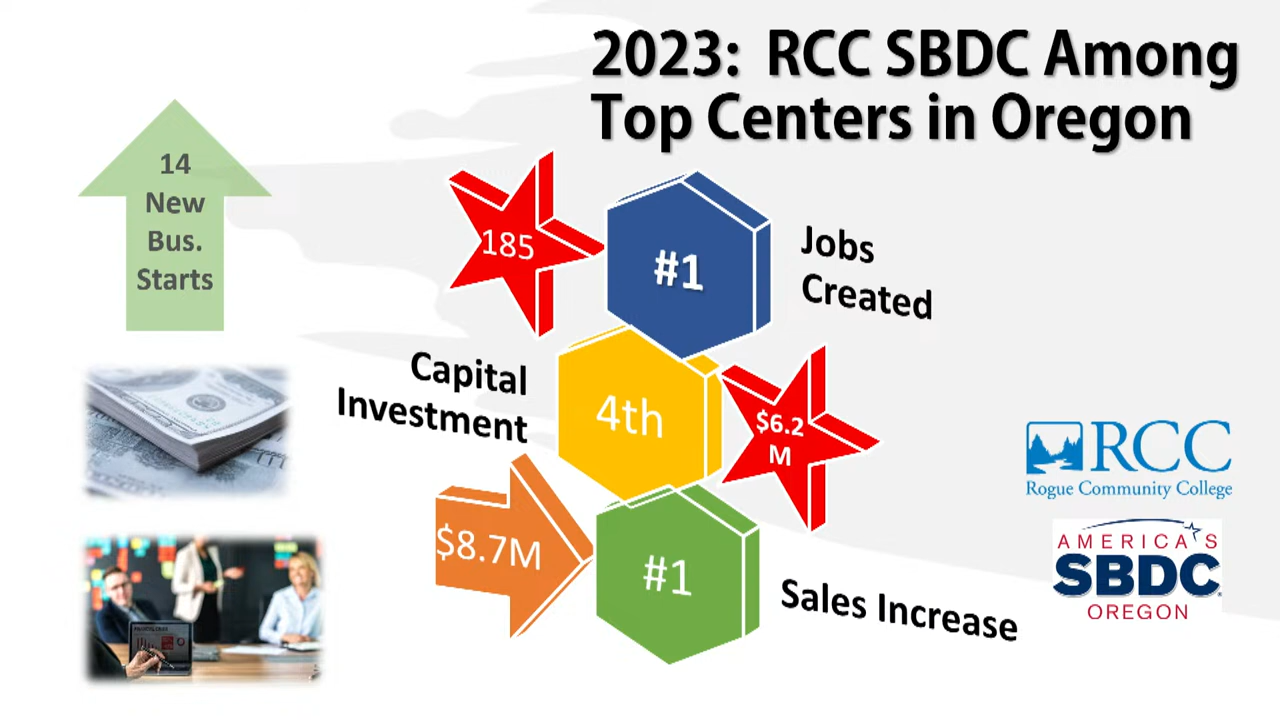 2023: RCC SBDC Among
Top Centers in Oregon
14
New
Bus.
Starts
185
#1
Jobs
Created
Capital
Investment
4th
$6.2
M
$8.7M
#1
Sales Increase
RCC
Rogue Community College
AMERICA'S
SBDC
OREGON